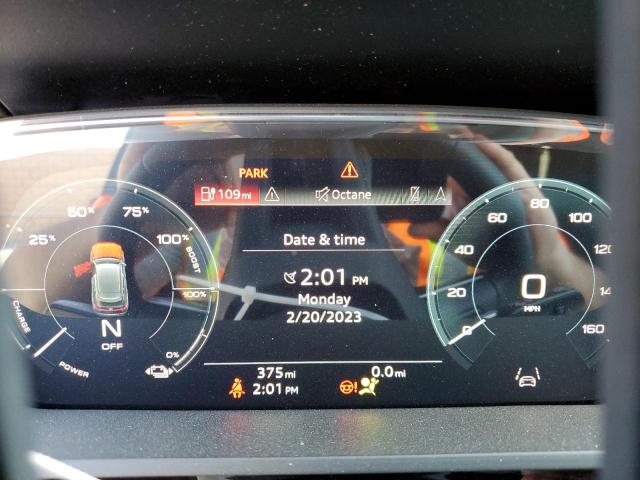 PARK
109 mi
Octane
25% 50% 75% 100%
BOOST
100%
0%
CHARGE
POWER
N
OFF
Date & time
2:01 PM
Monday
2/20/2023
375 mi 0.0 mi
2:01 PM
0 20 40 60 80 100 120
160
0
MPH